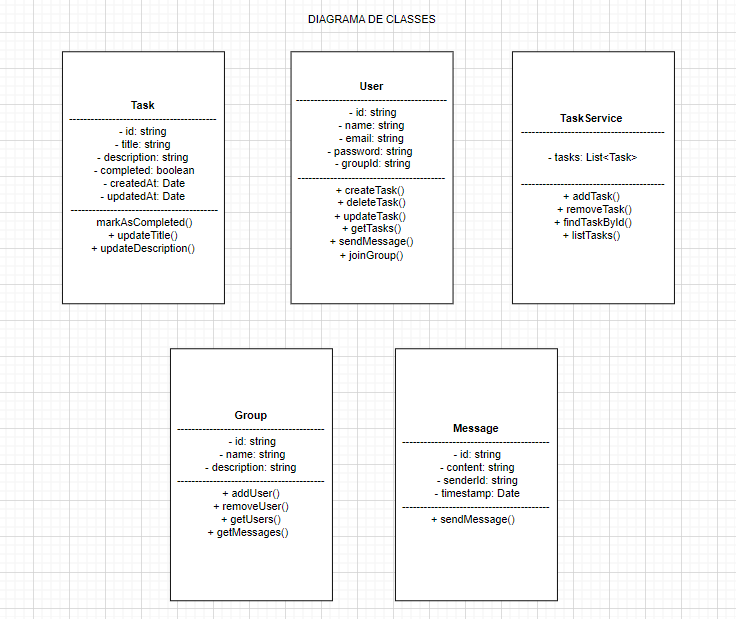 DIAGRAMA DE CLASSES
Task
----------------------------------------
- id: string
- title: string
- description: string
- completed: boolean
- createdAt: Date
- updatedAt: Date
----------------------------------------
markAsCompleted()
+ updateTitle()
+ updateDescription()
User
----------------------------------------
- id: string
- name: string
- email: string
- password: string
- groupId: string
----------------------------------------
+ createTask()
+ deleteTask()
+ updateTask()
+ getTasks()
+ sendMessage()
+ joinGroup()
TaskService
----------------------------------------
- tasks: List<Task>
----------------------------------------
+ addTask()
+ removeTask()
+ findTaskById()
+ listTasks()
Group
----------------------------------------
- id: string
- name: string
- description: string
----------------------------------------
+ addUser()
+ removeUser()
+ getUsers()
+ getMessages()
Message
----------------------------------------
- id: string
- content: string
- senderId: string
- timestamp: Date
----------------------------------------
+ sendMessage()